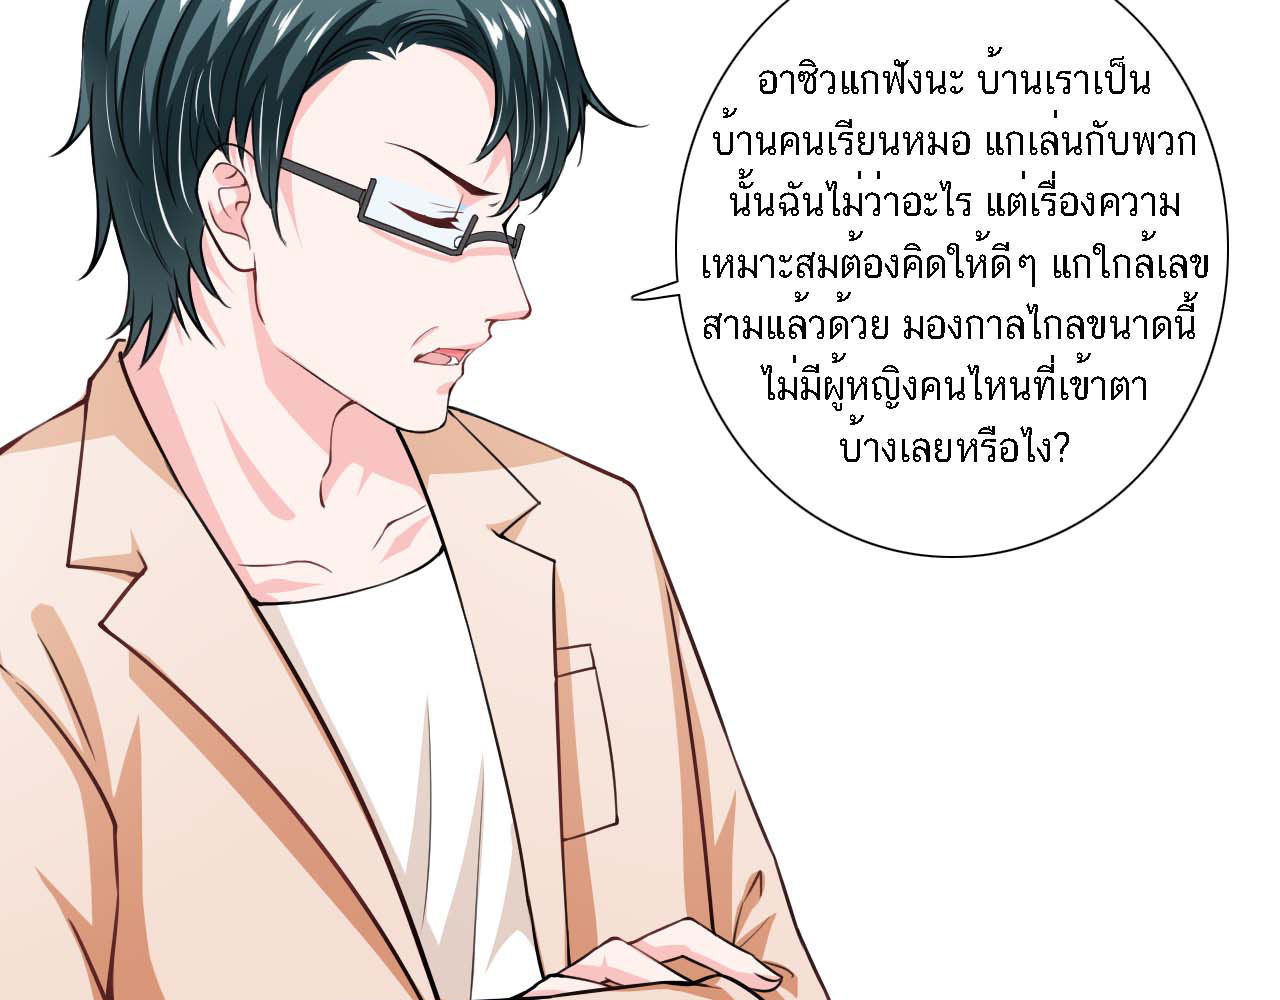 อาซิวแกฟังนะ บ้านเราเป็น
บ้านคนเรียนหมอ แกเล่นกับพวก
นั้นฉันไม่ว่าอะไร แต่เรื่องความ
เหมาะสมต้องคิดให้ดีๆ แกใกล้เลข
สามแล้วด้วย มองกาลไกลขนาดนี้
ไม่มีผู้หญิงคนไหนที่เข้าตา
บ้างเลยหรือไง?